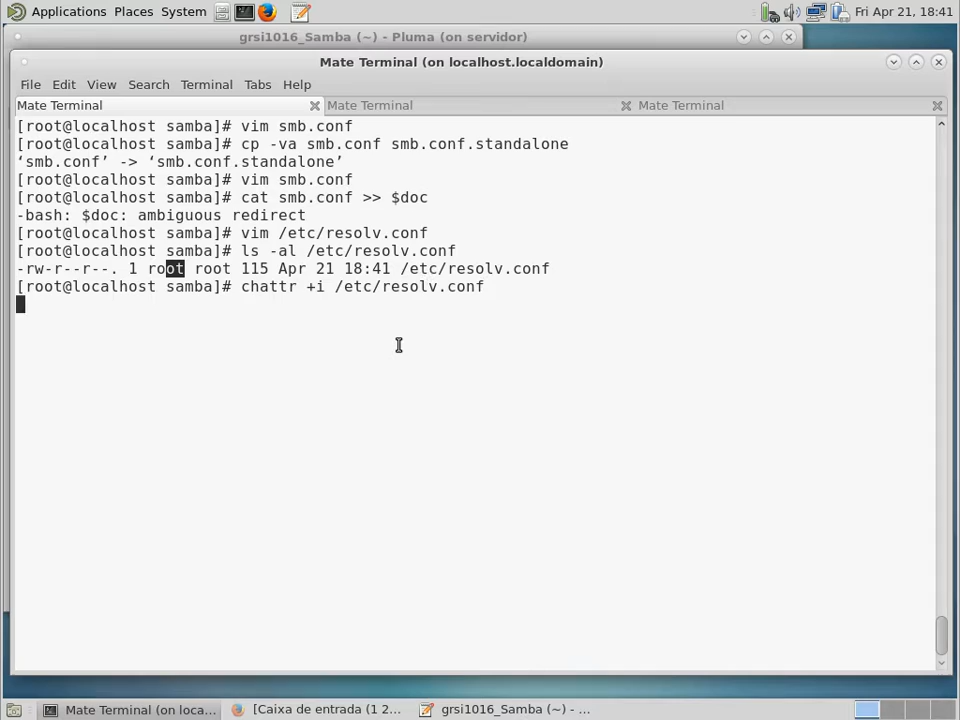 Applications Places System Fri Apr 21, 18:41
grsi1016_Samba (~) - Pluma (on servidor)
Mate Terminal (on localhost.localdomain)
File Edit View Search Terminal Tabs Help
Mate Terminal Mate Terminal Mate Terminal
[root@localhost samba]# vim smb.conf
[root@localhost samba]# cp -va smb.conf smb.conf.standalone
‘smb.conf’ -> ‘smb.conf.standalone’
[root@localhost samba]# vim smb.conf
[root@localhost samba]# cat smb.conf >> $doc
-bash: $doc: ambiguous redirect
[root@localhost samba]# vim /etc/resolv.conf
[root@localhost samba]# ls -al /etc/resolv.conf
-rw-r--r--. 1 root root 115 Apr 21 18:41 /etc/resolv.conf
[root@localhost samba]# chattr +i /etc/resolv.conf
Mate Terminal (on loca... [Caixa de entrada (1 2... grsi1016_Samba (~) - ...